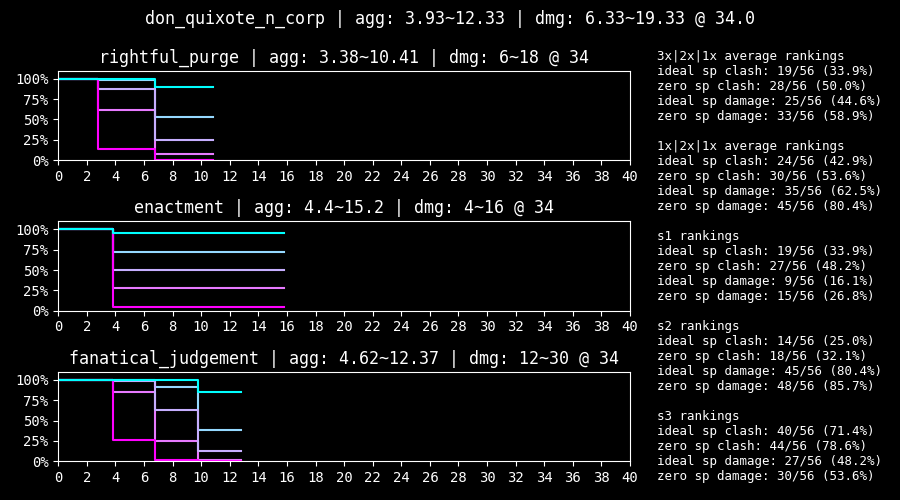 don_quixote_n_corp | agg: 3.93~12.33 | dmg: 6.33~19.33 @ 34.0
rightful_purge | agg: 3.38~10.41 | dmg: 6~18 @ 34
100%
75%
50%
25%
0%
0 2 4 6 8 10 12 14 16 18 20 22 24 26 28 30 32 34 36 38 40
enactment | agg: 4.4~15.2 | dmg: 4~16 @ 34
100%
75%
50%
25%
0%
0 2 4 6 8 10 12 14 16 18 20 22 24 26 28 30 32 34 36 38 40
fanatical_judgement | agg: 4.62~12.37 | dmg: 12~30 @ 34
100%
75%
50%
25%
0%
0 2 4 6 8 10 12 14 16 18 20 22 24 26 28 30 32 34 36 38 40
3x|2x|1x average rankings
ideal sp clash: 19/56 (33.9%)
zero sp clash: 28/56 (50.0%)
ideal sp damage: 25/56 (44.6%)
zero sp damage: 33/56 (58.9%)
1x|2x|1x average rankings
ideal sp clash: 24/56 (42.9%)
zero sp clash: 30/56 (53.6%)
ideal sp damage: 35/56 (62.5%)
zero sp damage: 45/56 (80.4%)
s1 rankings
ideal sp clash: 19/56 (33.9%)
zero sp clash: 27/56 (48.2%)
ideal sp damage: 9/56 (16.1%)
zero sp damage: 15/56 (26.8%)
s2 rankings
ideal sp clash: 14/56 (25.0%)
zero sp clash: 18/56 (32.1%)
ideal sp damage: 45/56 (80.4%)
zero sp damage: 48/56 (85.7%)
s3 rankings
ideal sp clash: 40/56 (71.4%)
zero sp clash: 44/56 (78.6%)
ideal sp damage: 27/56 (48.2%)
zero sp damage: 30/56 (53.6%)